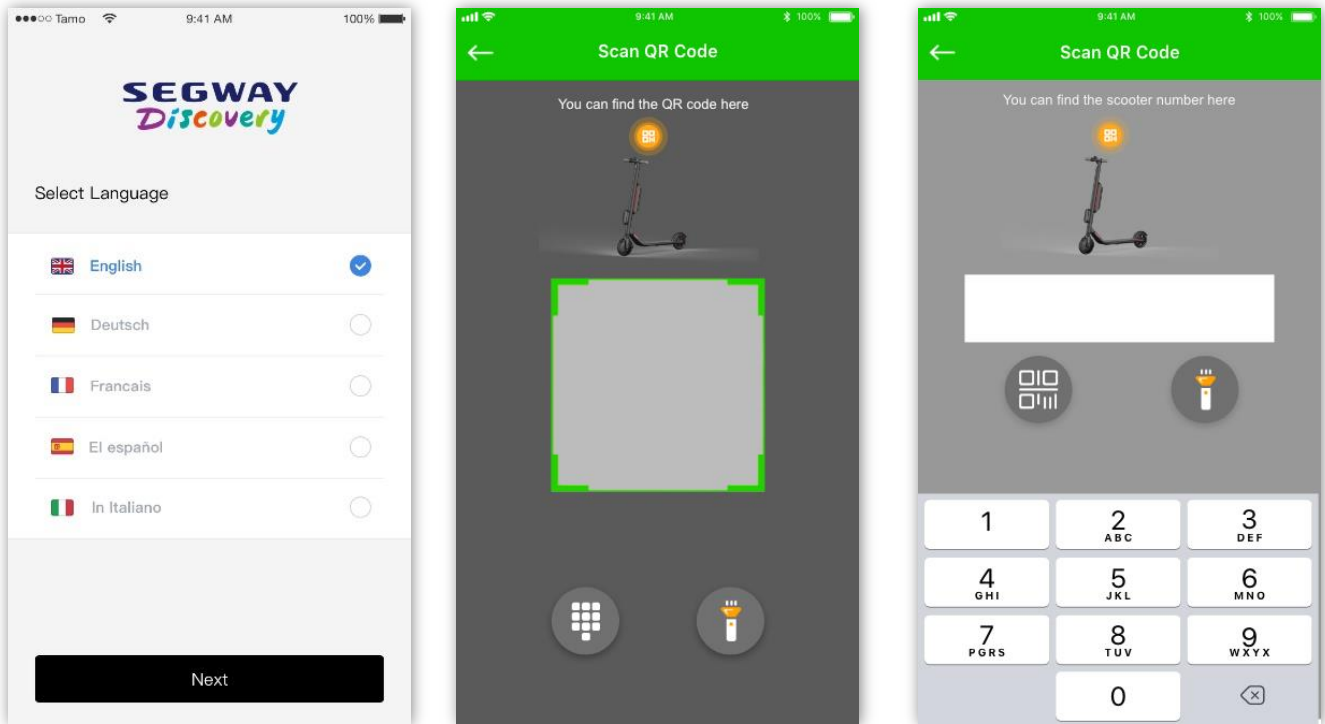 Tamo 9:41 AM 100%
SEGWAY
Discovery
Select Language
English
Deutsch
Francais
El español
In Italiano
Next
9:41 AM 100%
Scan QR Code
You can find the QR code here
9:41 AM 100%
Scan QR Code
You can find the scooter number here
1 2 3
ABC DEF
4 5 6
GHI JKL MNO
7 8 9
PGRS TUV WXYX
0